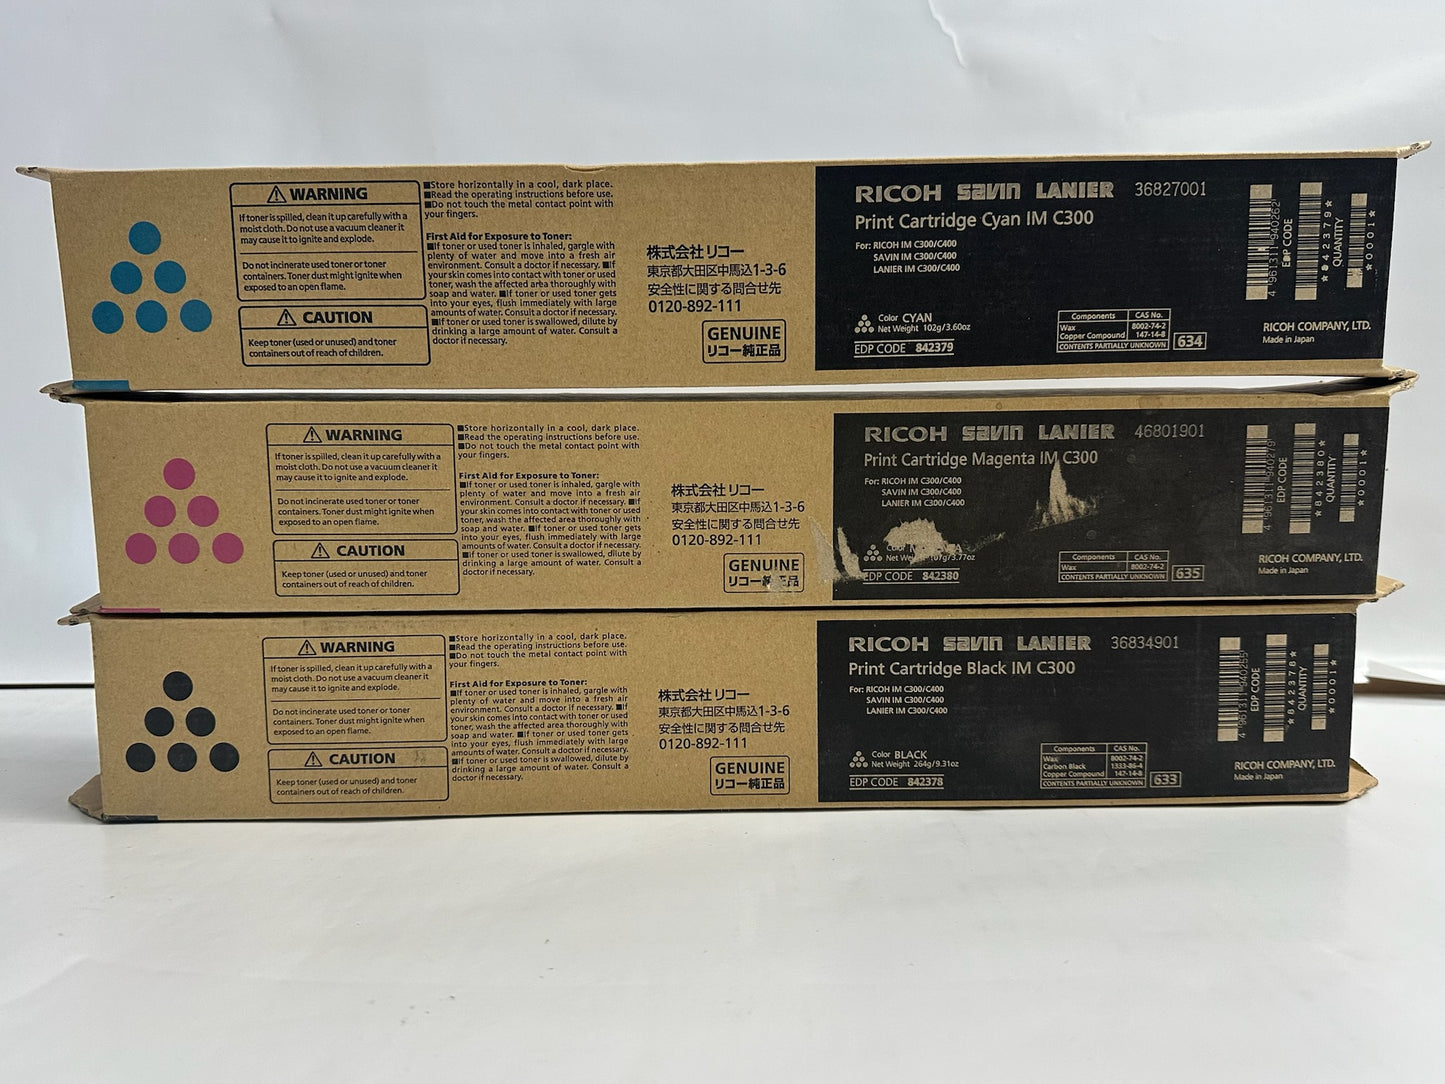 WARNING
If toner is spilled, clean it up carefully with a
moist cloth. Do not use a vacuum cleaner it
may cause it to ignite and explode.
Do not incinerate used toner or toner
containers. Toner dust might ignite when
exposed to an open flame.
CAUTION
Keep toner (used or unused) and toner
containers out of reach of children.
■Store horizontally in a cool, dark place.
■Read the operating instructions before use.
■Do not touch the metal contact point with
your fingers.
First Aid for Exposure to Toner:
■If toner or used toner is inhaled, gargle with
plenty of water and move into a fresh air
environment. Consult a doctor if necessary. ■If
your skin comes into contact with toner or used
toner, wash the affected area thoroughly with
soap and water. ■If toner or used toner gets
into your eyes, flush immediately with large
amounts of water. Consult a doctor if necessary.
■If toner or used toner is swallowed, dilute by
drinking a large amount of water. Consult a
doctor if necessary.
株式会社リコー
東京都大田区中馬込1-3-6
安全性に関する問合せ先
0120-892-111
GENUINE
リコー純正品
RICOH SAVIN LANIER 36827001
Print Cartridge Cyan IM C300
For: RICOH IM C300/C400
SAVIN IM C300/C400
LANIER IM C300/C400
Color CYAN
Net Weight 102g/3.60oz
EDP CODE 842379
Components CAS No.
Wax 8002-74-2
Copper Compound 147-14-8
CONTENTS PARTIALLY UNKNOWN
634
4 961311 940262
EDP CODE
*842379*
QUANTITY
*0001*
RICOH COMPANY, LTD.
Made in Japan
WARNING
If toner is spilled, clean it up carefully with a
moist cloth. Do not use a vacuum cleaner it
may cause it to ignite and explode.
Do not incinerate used toner or toner
containers. Toner dust might ignite when
exposed to an open flame.
CAUTION
Keep toner (used or unused) and toner
containers out of reach of children.
■Store horizontally in a cool, dark place.
■Read the operating instructions before use.
■Do not touch the metal contact point with
your fingers.
First Aid for Exposure to Toner:
■If toner or used toner is inhaled, gargle with
plenty of water and move into a fresh air
environment. Consult a doctor if necessary. ■If
your skin comes into contact with toner or used
toner, wash the affected area thoroughly with
soap and water. ■If toner or used toner gets
into your eyes, flush immediately with large
amounts of water. Consult a doctor if necessary.
■If toner or used toner is swallowed, dilute by
drinking a large amount of water. Consult a
doctor if necessary.
株式会社リコー
東京都大田区中馬込1-3-6
安全性に関する問合せ先
0120-892-111
GENUINE
リコー純正品
RICOH SAVIN LANIER 46801901
Print Cartridge Magenta IM C300
For: RICOH IM C300/C400
SAVIN IM C300/C400
LANIER IM C300/C400
Net 107g/3.77oz
EDP CODE 842380
Components CAS No.
Wax 8002-74-2
CONTENTS PARTIALLY UNKNOWN
635
4 961311 940279
EDP CODE
*842380*
QUANTITY
*0001*
RICOH COMPANY, LTD.
Made in Japan
WARNING
If toner is spilled, clean it up carefully with a
moist cloth. Do not use a vacuum cleaner it
may cause it to ignite and explode.
Do not incinerate used toner or toner
containers. Toner dust might ignite when
exposed to an open flame.
CAUTION
Keep toner (used or unused) and toner
containers out of reach of children.
■Store horizontally in a cool, dark place.
■Read the operating instructions before use.
■Do not touch the metal contact point with
your fingers.
First Aid for Exposure to Toner:
■If toner or used toner is inhaled, gargle with
plenty of water and move into a fresh air
environment. Consult a doctor if necessary. ■If
your skin comes into contact with toner or used
toner, wash the affected area thoroughly with
soap and water. ■If toner or used toner gets
into your eyes, flush immediately with large
amounts of water. Consult a doctor if necessary.
■If toner or used toner is swallowed, dilute by
drinking a large amount of water. Consult a
doctor if necessary.
株式会社リコー
東京都大田区中馬込1-3-6
安全性に関する問合せ先
0120-892-111
GENUINE
リコー純正品
RICOH SAVIN LANIER 36834901
Print Cartridge Black IM C300
For: RICOH IM C300/C400
SAVIN IM C300/C400
LANIER IM C300/C400
Color BLACK
Net Weight 264g/9.31oz
EDP CODE 842378
Components CAS No.
Wax 8002-74-2
Carbon Black 1333-86-4
Copper Compound 147-14-8
CONTENTS PARTIALLY UNKNOWN
633
4 961311 940255
EDP CODE
*842378*
QUANTITY
*0001*
RICOH COMPANY, LTD.
Made in Japan